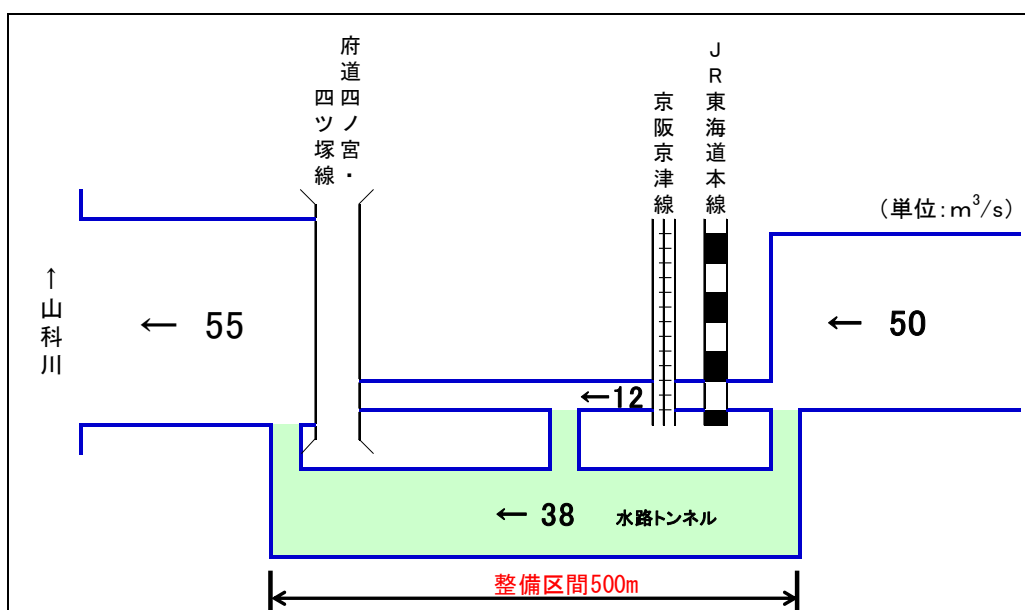 府道四ノ宮・
四ツ塚線
京阪京津線
JR東海道本線
(単位:m³/s)
↑山科川
← 55
← 50
←12
← 38 水路トンネル
整備区間500m